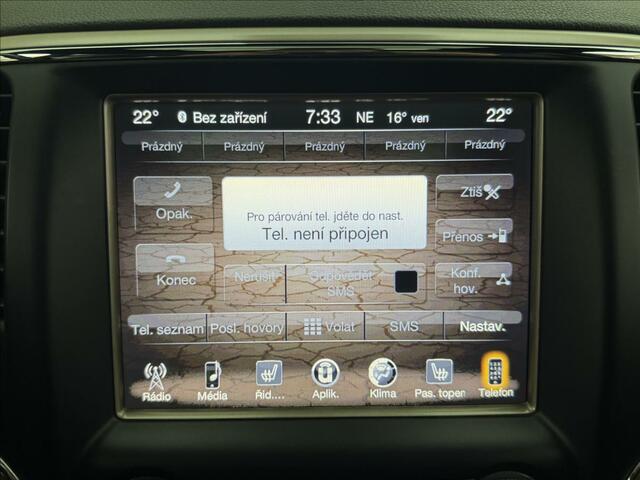 22° Bez zařízení 7:33 NE 16° ven 22°
Prázdný Prázdný Prázdný Prázdný Prázdný
Opak.
Pro párování tel. jděte do nast.
Tel. není připojen
Ztiš
Přenos
Konec
Nerušit
Odpovědět
SMS
Konf.
hov.
Tel. seznam Posl. hovory Volat SMS Nastav.
Rádio Média Říd.... Aplik. Klima Pas. topen Telefon